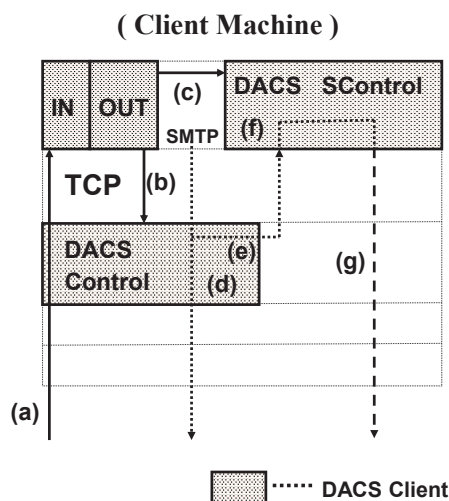 ( Client Machine )
IN OUT
(c)
DACS SControl
(f)
SMTP
TCP
(b)
DACS
Control
(e)
(d)
(g)
(a)
DACS Client